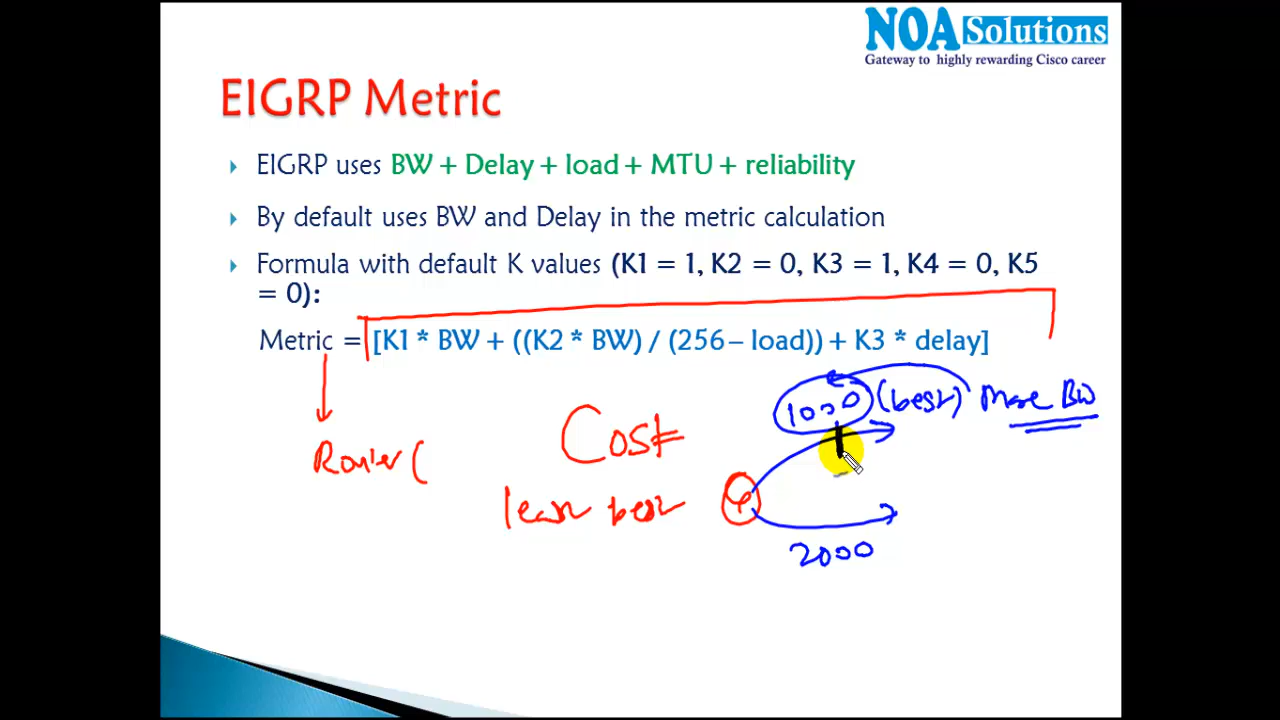 NOA Solutions
Gateway to highly rewarding Cisco career
EIGRP Metric
EIGRP uses BW + Delay + load + MTU + reliability
By default uses BW and Delay in the metric calculation
Formula with default K values (K1 = 1, K2 = 0, K3 = 1, K4 = 0, K5
= 0):
Metric = [K1 * BW + ((K2 * BW) / (256 – load)) + K3 * delay]
1000 (best) More BW
Cost
Router (
least best
2000